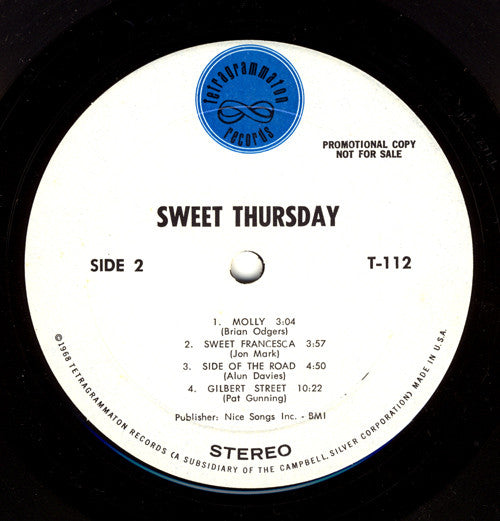 tetragrammaton
records
PROMOTIONAL COPY
NOT FOR SALE
SWEET THURSDAY
SIDE 2
T-112
1. MOLLY 3:04
(Brian Odgers)
2. SWEET FRANCESCA 3:57
(Jon Mark)
3. SIDE OF THE ROAD 4:50
(Alun Davies)
4. GILBERT STREET 10:22
(Pat Gunning)
Publisher: Nice Songs Inc. - BMI
STEREO
©1968 TETRAGRAMMATON RECORDS (A SUBSIDIARY OF THE CAMPBELL, SILVER CORPORATION) MADE IN U.S.A.